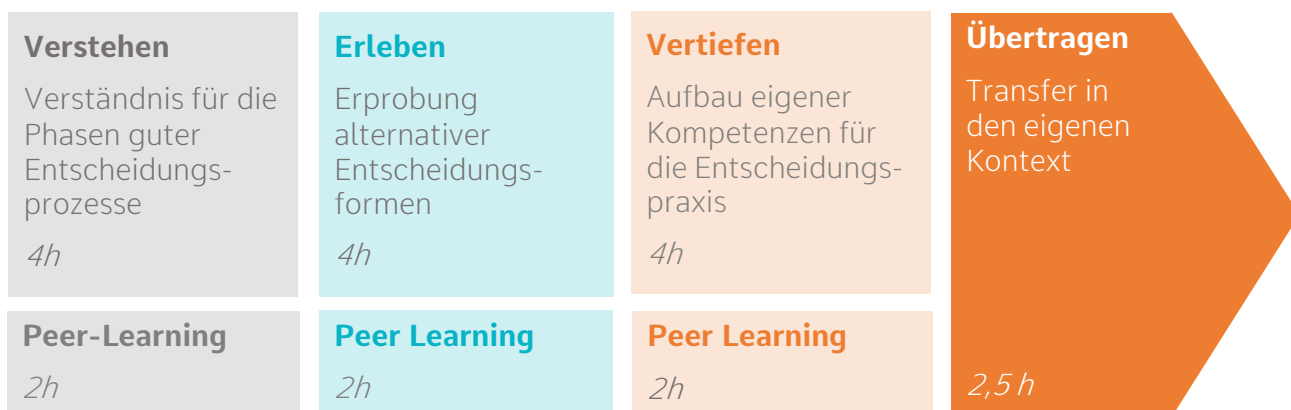 Verstehen
Verständnis für die
Phasen guter
Entscheidungs-
prozesse
4h
Peer-Learning
2h
Erleben
Erprobung
alternativer
Entscheidungs-
formen
4h
Peer Learning
2h
Vertiefen
Aufbau eigener
Kompetenzen für
die Entscheidungs-
praxis
4h
Peer Learning
2h
Übertragen
Transfer in
den eigenen
Kontext
2,5 h